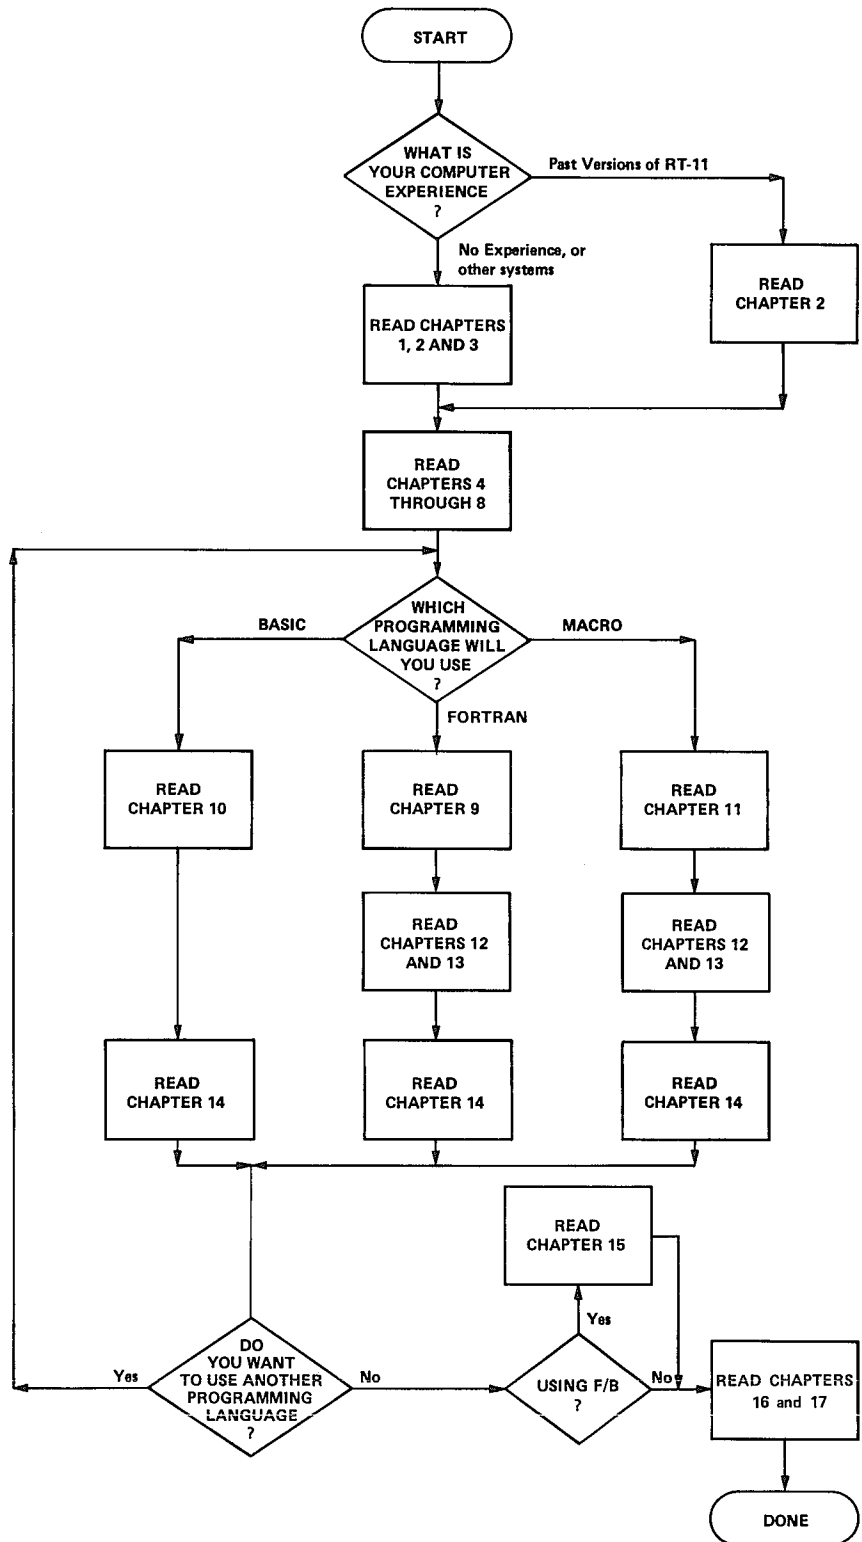 START
WHAT IS
YOUR COMPUTER
EXPERIENCE
?
Past Versions of RT-11
No Experience, or
other systems
READ
CHAPTER 2
READ CHAPTERS
1, 2 AND 3
READ
CHAPTERS 4
THROUGH 8
WHICH
PROGRAMMING
LANGUAGE WILL
YOU USE
?
BASIC
MACRO
FORTRAN
READ
CHAPTER 10
READ
CHAPTER 9
READ
CHAPTER 11
READ
CHAPTERS 12
AND 13
READ
CHAPTERS 12
AND 13
READ
CHAPTER 14
READ
CHAPTER 14
READ
CHAPTER 14
READ
CHAPTER 15
Yes
DO
YOU WANT
TO USE ANOTHER
PROGRAMMING
LANGUAGE
?
Yes
No
USING F/B
?
No
READ CHAPTERS
16 and 17
DONE